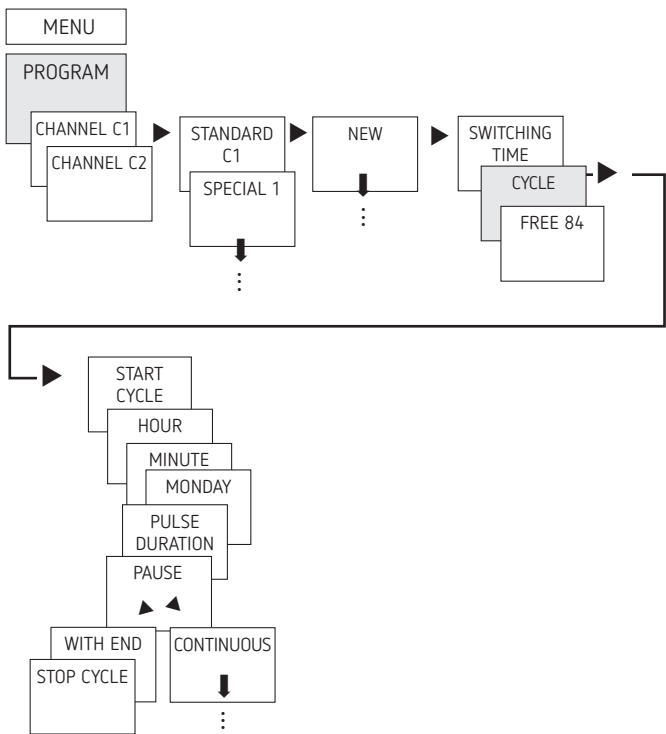 MENU
PROGRAM
CHANNEL C1
CHANNEL C2
STANDARD
C1
SPECIAL 1
NEW
SWITCHING
TIME
CYCLE
FREE 84
START
CYCLE
HOUR
MINUTE
MONDAY
PULSE
DURATION
PAUSE
WITH END
CONTINUOUS
STOP CYCLE